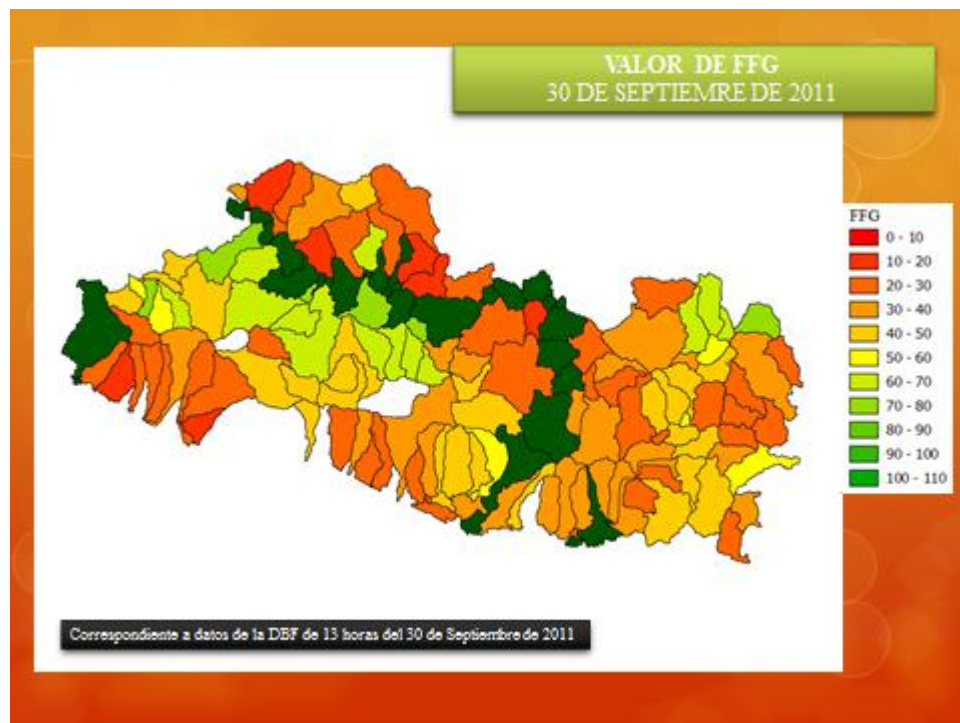 VALOR DE FFG
30 DE SEPTIEMRE DE 2011
FFG
0 - 10
10 - 20
20 - 30
30 - 40
40 - 50
50 - 60
60 - 70
70 - 80
80 - 90
90 - 100
100 - 110
Correspondiente a datos de la DBF de 13 horas del 30 de Septiembre de 2011